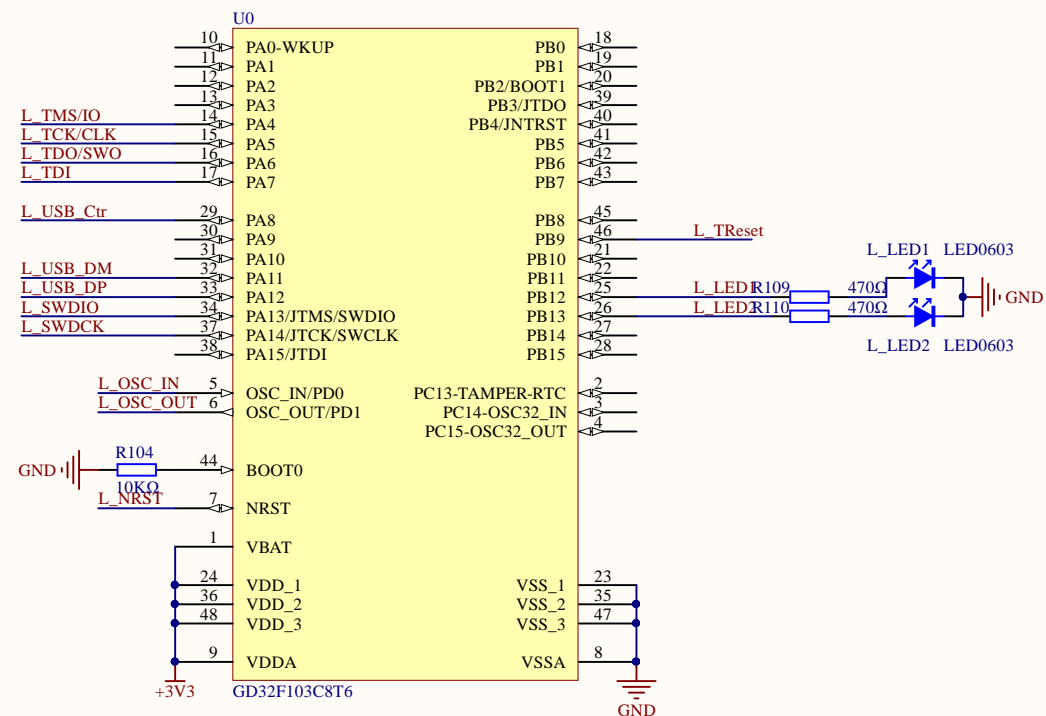 U0
10 PA0-WKUP PB0 18
11 PA1 PB1 19
12 PA2 PB2/BOOT1 20
13 PA3 PB3/JTDO 39
L_TMS/IO 14 PA4 PB4/JNTRST 40
L_TCK/CLK 15 PA5 PB5 41
L_TDO/SWO 16 PA6 PB6 42
L_TDI 17 PA7 PB7 43
L_USB_Ctr 29 PA8 PB8 45
30 PA9 PB9 46 L_TReset
31 PA10 PB10 21
L_LED1 LED0603
L_USB_DM 32 PA11 PB11 22
L_USB_DP 33 PA12 PB12 25 L_LED1 R109 470Ω GND
L_SWDIO 34 PA13/JTMS/SWDIO PB13 26 L_LED2 R110 470Ω
L_SWDCK 37 PA14/JTCK/SWCLK PB14 27
L_LED2 LED0603
38 PA15/JTDI PB15 28
L_OSC_IN 5 OSC_IN/PD0 PC13-TAMPER-RTC 2
L_OSC_OUT 6 OSC_OUT/PD1 PC14-OSC32_IN 3
PC15-OSC32_OUT 4
R104
GND 44 BOOT0
10KΩ
L_NRST 7 NRST
1 VBAT
24 VDD_1 VSS_1 23
36 VDD_2 VSS_2 35
48 VDD_3 VSS_3 47
9 VDDA VSSA 8
+3V3 GD32F103C8T6
GND